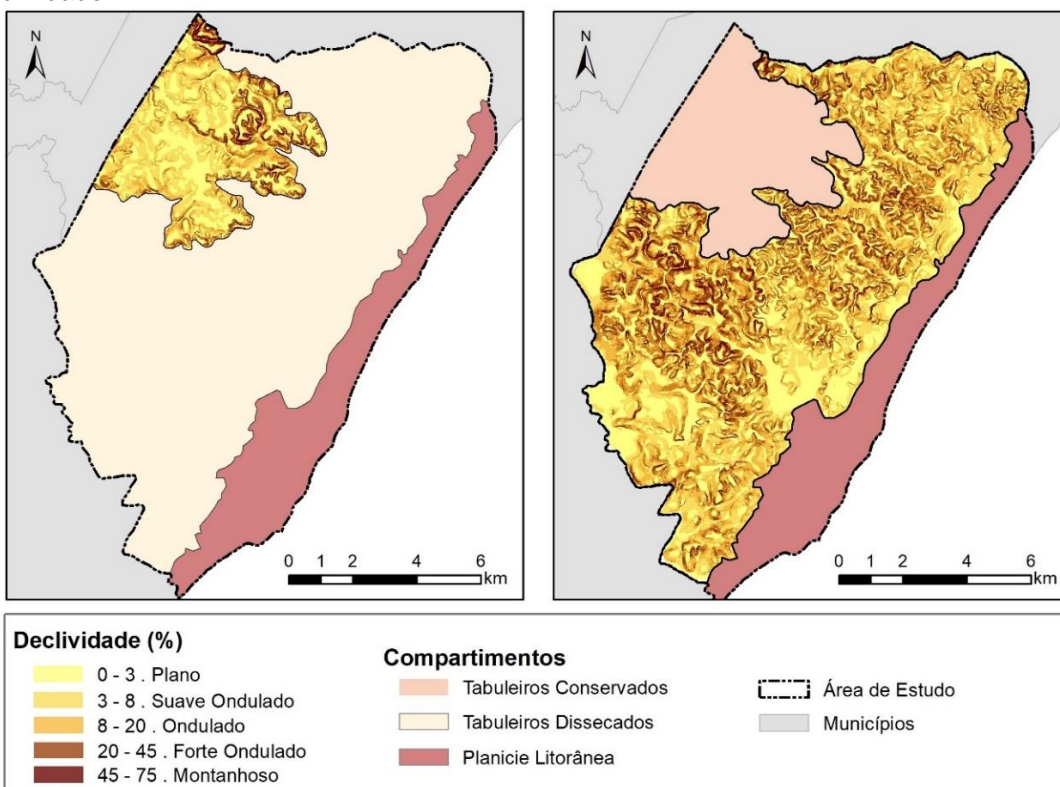 N
0 1 2 4 6
km
N
0 1 2 4 6
km
Declividade (%)
0 - 3 . Plano
3 - 8 . Suave Ondulado
8 - 20 . Ondulado
20 - 45 . Forte Ondulado
45 - 75 . Montanhoso
Compartimentos
Tabuleiros Conservados
Tabuleiros Dissecados
Planicie Litorânea
Área de Estudo
Municípios